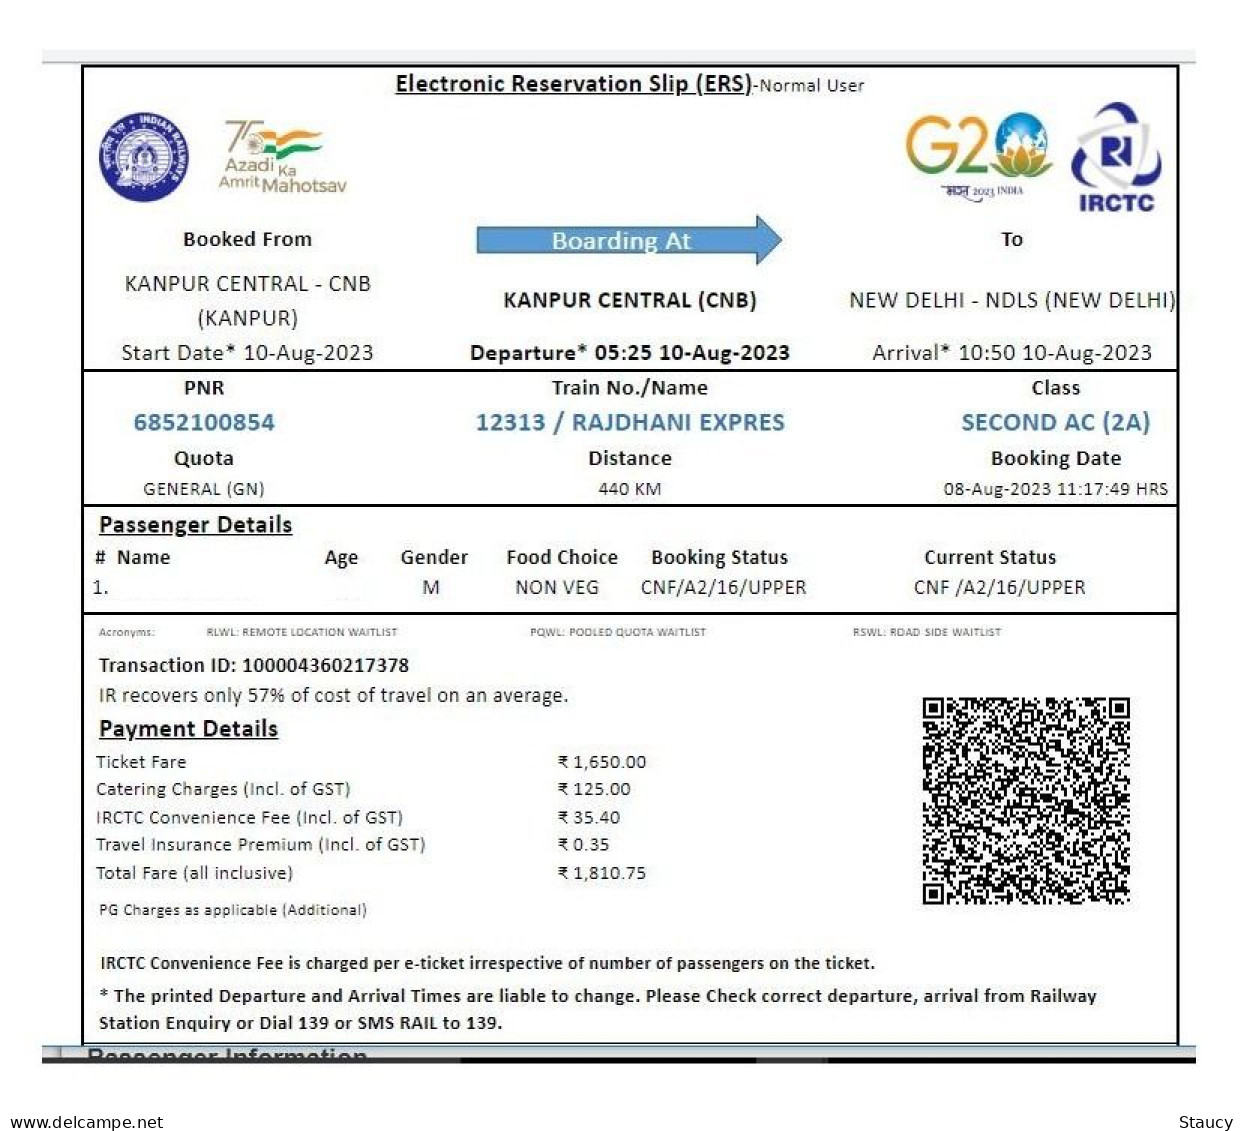 Electronic Reservation Slip (ERS)-Normal User
INDIAN RAILWAYS
75
Azadi Ka
Amrit Mahotsav
G20
भारत 2023 INDIA
IRCTC
Booked From
Boarding At
To
KANPUR CENTRAL - CNB
(KANPUR)
KANPUR CENTRAL (CNB)
NEW DELHI - NDLS (NEW DELHI)
Start Date* 10-Aug-2023
Departure* 05:25 10-Aug-2023
Arrival* 10:50 10-Aug-2023
PNR
Train No./Name
Class
6852100854
12313 / RAJDHANI EXPRES
SECOND AC (2A)
Quota
Distance
Booking Date
GENERAL (GN)
440 KM
08-Aug-2023 11:17:49 HRS
Passenger Details
# Name Age Gender Food Choice Booking Status Current Status
1. M NON VEG CNF/A2/16/UPPER CNF /A2/16/UPPER
Acronyms: RLWL: REMOTE LOCATION WAITLIST PQWL: POOLED QUOTA WAITLIST RSWL: ROAD SIDE WAITLIST
Transaction ID: 100004360217378
IR recovers only 57% of cost of travel on an average.
Payment Details
Ticket Fare ₹ 1,650.00
Catering Charges (Incl. of GST) ₹ 125.00
IRCTC Convenience Fee (Incl. of GST) ₹ 35.40
Travel Insurance Premium (Incl. of GST) ₹ 0.35
Total Fare (all inclusive) ₹ 1,810.75
PG Charges as applicable (Additional)
IRCTC Convenience Fee is charged per e-ticket irrespective of number of passengers on the ticket.
* The printed Departure and Arrival Times are liable to change. Please Check correct departure, arrival from Railway
Station Enquiry or Dial 139 or SMS RAIL to 139.
Passenger Information
www.delcampe.net
Staucy